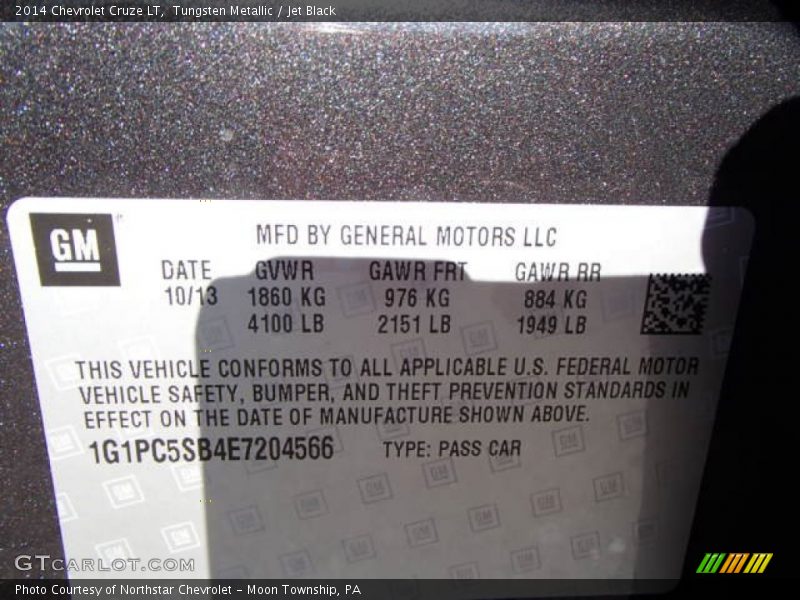 2014 Chevrolet Cruze LT,  Tungsten Metallic / Jet Black
GM
MFD BY GENERAL MOTORS LLC
DATE GVWR GAWR FRT GAWR RR
10/13 1860 KG 976 KG 884 KG
4100 LB 2151 LB 1949 LB
THIS VEHICLE CONFORMS TO ALL APPLICABLE U.S. FEDERAL MOTOR
VEHICLE SAFETY, BUMPER, AND THEFT PREVENTION STANDARDS IN
EFFECT ON THE DATE OF MANUFACTURE SHOWN ABOVE.
1G1PC5SB4E7204566 TYPE: PASS CAR
GTCarLot.com
Photo Courtesy of Northstar Chevrolet - Moon Township, PA